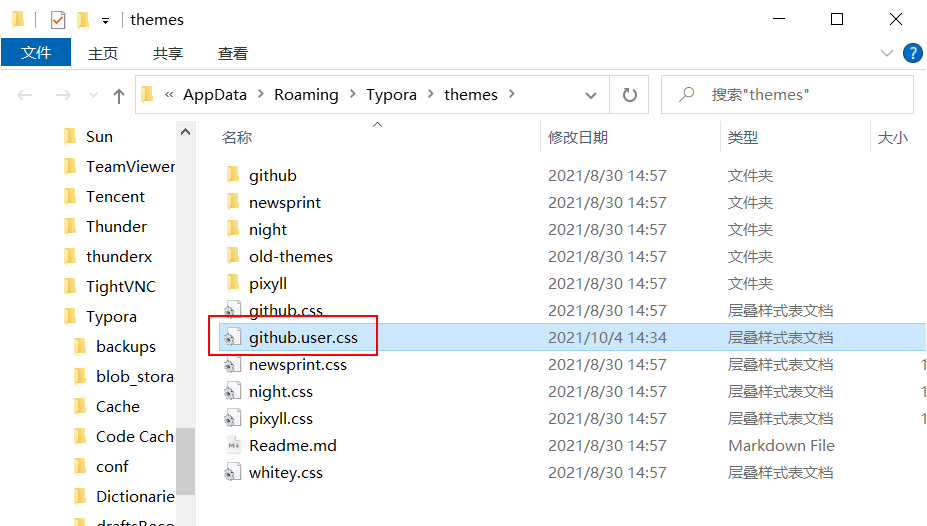 themes
文件 主页 共享 查看
« AppData > Roaming > Typora > themes > 搜索"themes"
名称 修改日期 类型 大小
Sun
TeamViewer
Tencent
Thunder
thunderx
TightVNC
Typora
backups
blob_stora
Cache
Code Cach
conf
Dictionarie
draftsReco
github 2021/8/30 14:57 文件夹
newsprint 2021/8/30 14:57 文件夹
night 2021/8/30 14:57 文件夹
old-themes 2021/8/30 14:57 文件夹
pixyll 2021/8/30 14:57 文件夹
github.css 2021/8/30 14:57 层叠样式表文档
github.user.css 2021/10/4 14:34 层叠样式表文档
newsprint.css 2021/8/30 14:57 层叠样式表文档 1
night.css 2021/8/30 14:57 层叠样式表文档 1
pixyll.css 2021/8/30 14:57 层叠样式表文档 1
Readme.md 2021/8/30 14:57 Markdown File
whitey.css 2021/8/30 14:57 层叠样式表文档